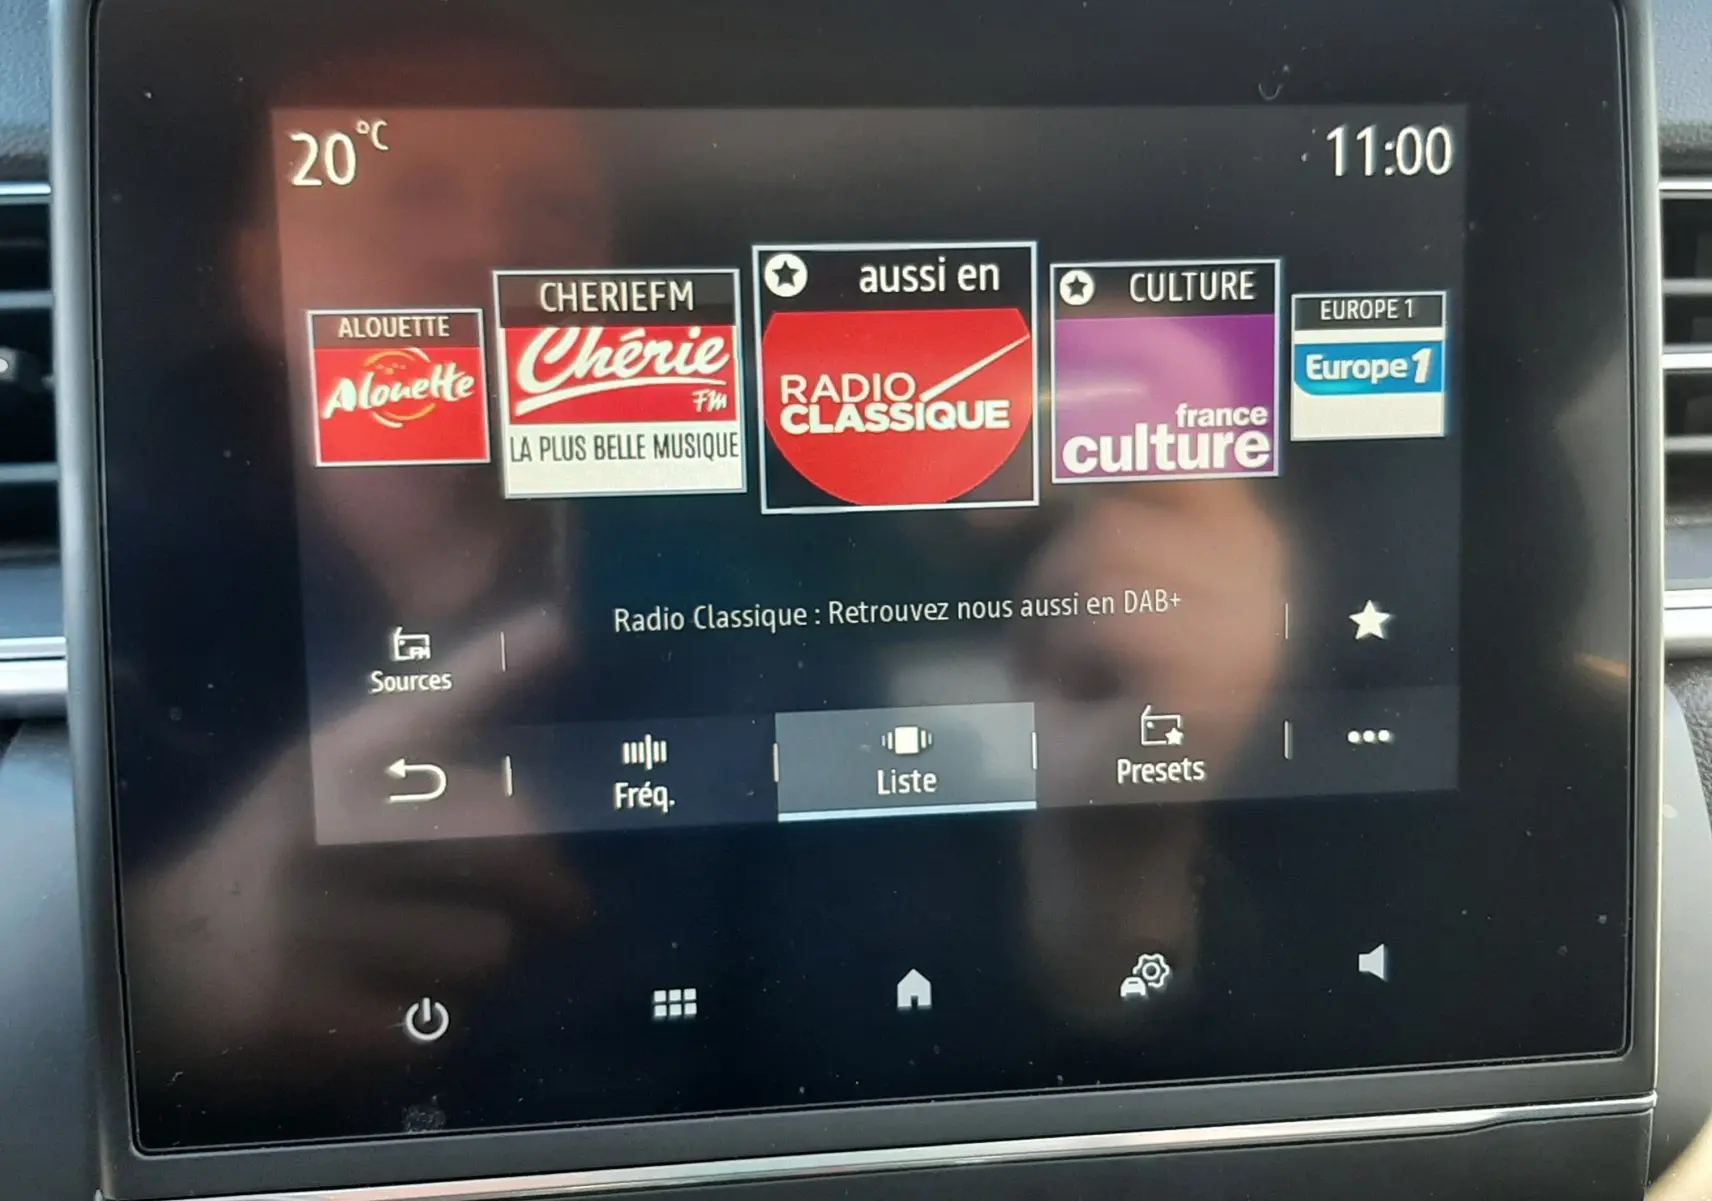 20°C
11:00
ALOUETTE
Alouette
CHERIEFM
Chérie
FM
LA PLUS BELLE MUSIQUE
aussi en
RADIO
CLASSIQUE
CULTURE
france
culture
EUROPE 1
Europe 1
Radio Classique : Retrouvez nous aussi en DAB+
FM
Sources
Fréq.
Liste
Presets